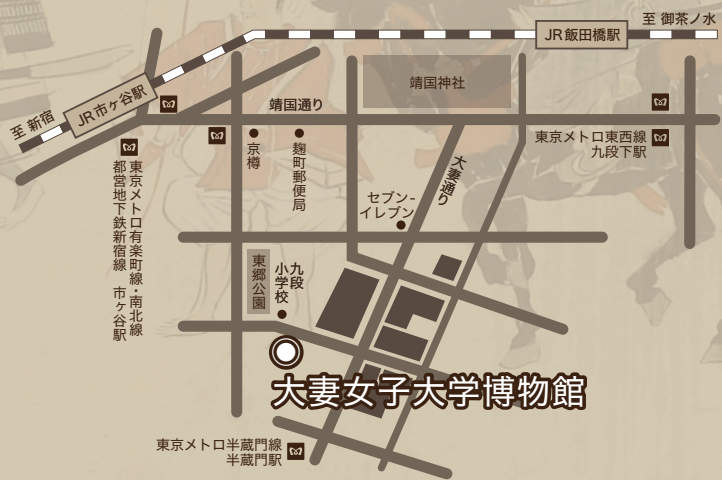 至 御茶ノ水
JR飯田橋駅
至 新宿
JR市ヶ谷駅
靖国神社
靖国通り
京樽
麹町郵便局
東京メトロ東西線
九段下駅
大妻通り
セブン-
イレブン
東京メトロ有楽町線・南北線
都営地下鉄新宿線　市ヶ谷駅
東郷公園
九段
小学校
大妻女子大学博物館
東京メトロ半蔵門線
半蔵門駅